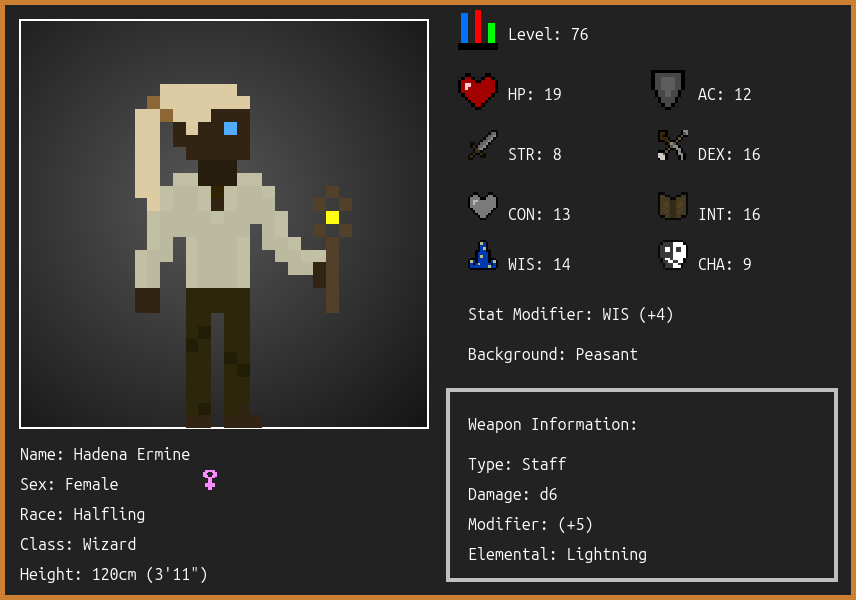 Level: 76
HP: 19
AC: 12
STR: 8
DEX: 16
CON: 13
INT: 16
WIS: 14
CHA: 9
Stat Modifier: WIS (+4)
Background: Peasant
Weapon Information:
Type: Staff
Damage: d6
Modifier: (+5)
Elemental: Lightning
Name: Hadena Ermine
Sex: Female
Race: Halfling
Class: Wizard
Height: 120cm (3'11")